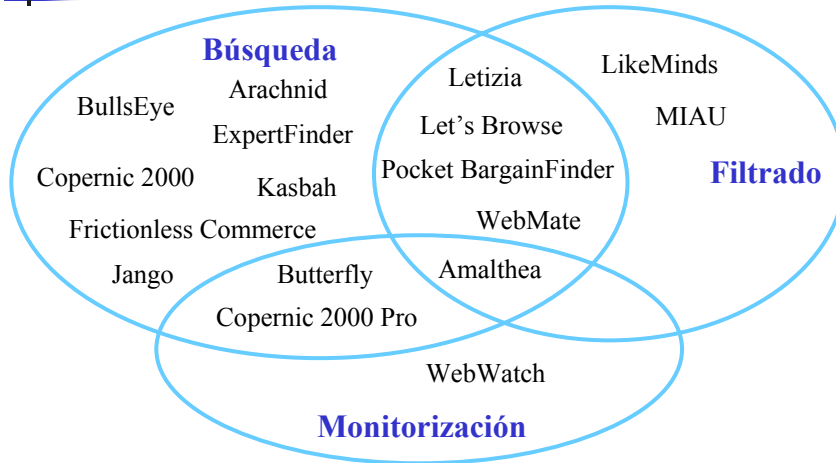 Búsqueda
BullsEye
Arachnid
ExpertFinder
Copernic 2000
Kasbah
Frictionless Commerce
Jango
Letizia
Let’s Browse
Pocket BargainFinder
WebMate
Amalthea
Butterfly
Copernic 2000 Pro
LikeMinds
MIAU
Filtrado
WebWatch
Monitorización